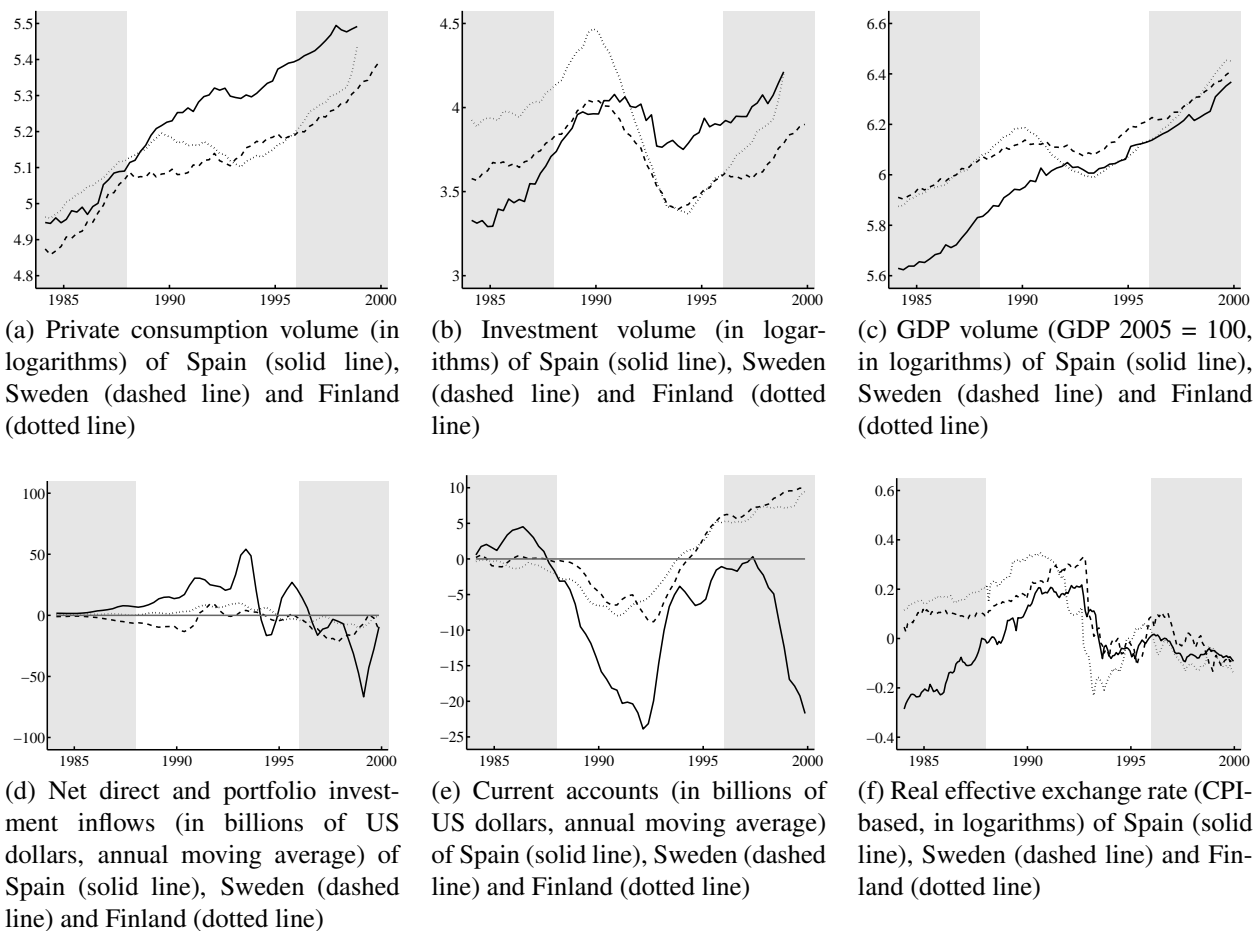 5.5
5.4
5.3
5.2
5.1
5
4.9
4.8
1985 1990 1995 2000
(a) Private consumption volume (in
logarithms) of Spain (solid line),
Sweden (dashed line) and Finland
(dotted line)
4.5
4
3.5
3
1985 1990 1995 2000
(b) Investment volume (in logar-
ithms) of Spain (solid line), Sweden
(dashed line) and Finland (dotted
line)
6.6
6.4
6.2
6
5.8
5.6
1985 1990 1995 2000
(c) GDP volume (GDP 2005 = 100,
in logarithms) of Spain (solid line),
Sweden (dashed line) and Finland
(dotted line)
100
50
0
−50
−100
1985 1990 1995 2000
(d) Net direct and portfolio invest-
ment inflows (in billions of US
dollars, annual moving average) of
Spain (solid line), Sweden (dashed
line) and Finland (dotted line)
10
5
0
−5
−10
−15
−20
−25
1985 1990 1995 2000
(e) Current accounts (in billions of
US dollars, annual moving average)
of Spain (solid line), Sweden (dashed
line) and Finland (dotted line)
0.6
0.4
0.2
0
−0.2
−0.4
1985 1990 1995 2000
(f) Real effective exchange rate (CPI-
based, in logarithms) of Spain (solid
line), Sweden (dashed line) and Fin-
land (dotted line)